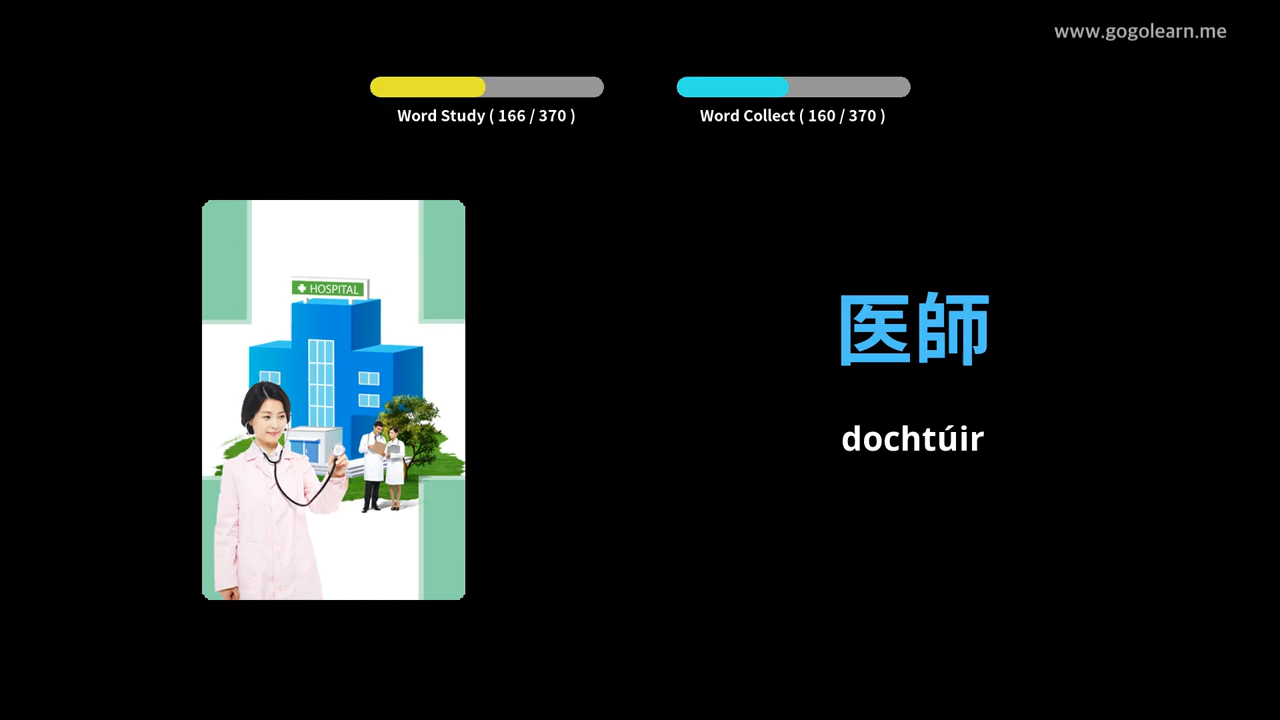 www.gogolearn.me
Word Study ( 166 / 370 )
Word Collect ( 160 / 370 )
HOSPITAL
医師
dochtúir